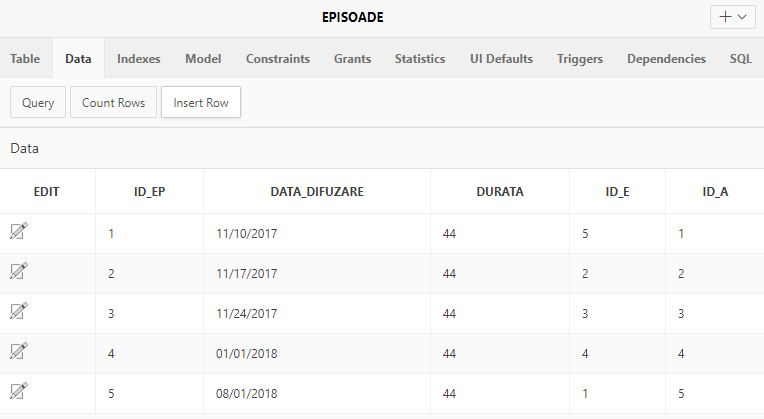 EPISOADE
Table Data Indexes Model Constraints Grants Statistics UI Defaults Triggers Dependencies SQL
Query Count Rows Insert Row
Data
EDIT ID_EP DATA_DIFUZARE DURATA ID_E ID_A
1 11/10/2017 44 5 1
2 11/17/2017 44 2 2
3 11/24/2017 44 3 3
4 01/01/2018 44 4 4
5 08/01/2018 44 1 5